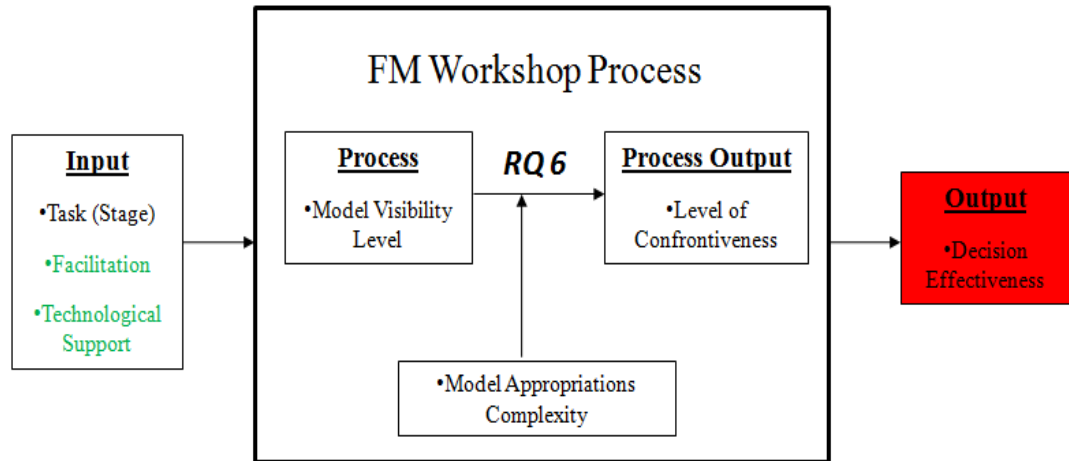 FM Workshop Process
Input
•Task (Stage)
•Facilitation
•Technological
Support
Process
•Model Visibility
Level
RQ 6
Process Output
•Level of
Confrontiveness
•Model Appropriations
Complexity
Output
•Decision
Effectiveness